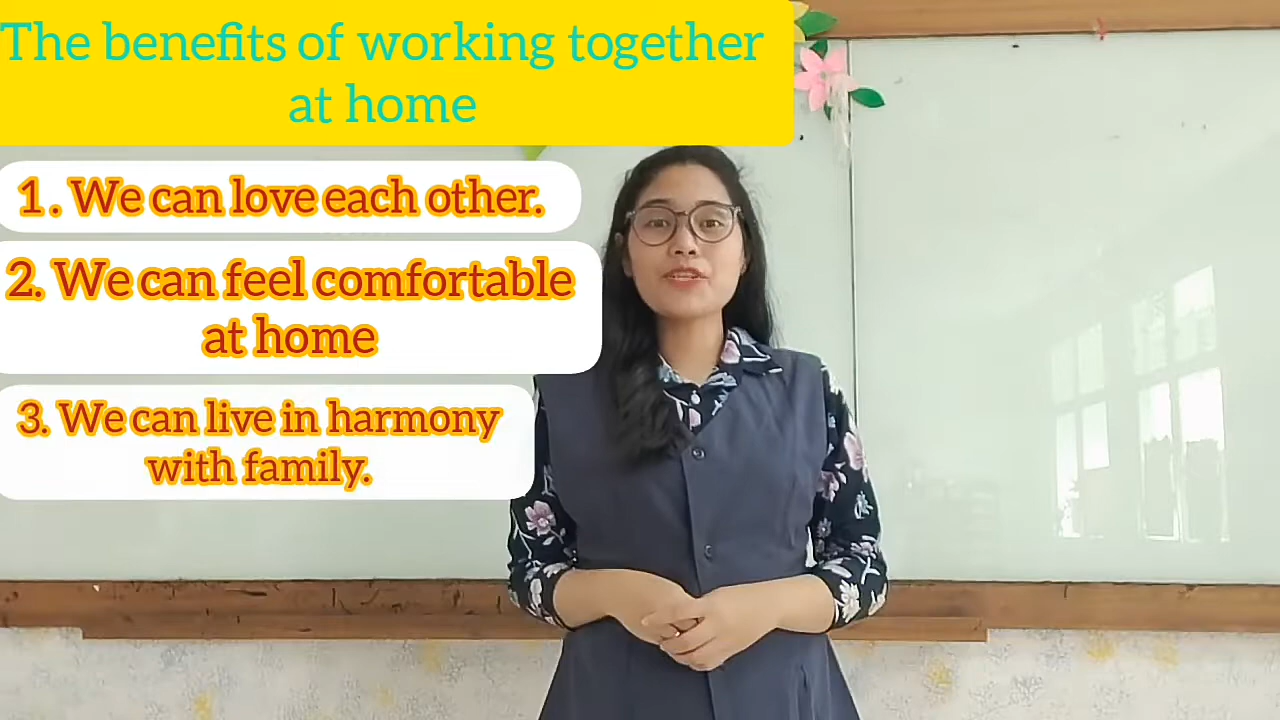 The benefits of working together
at home
1. We can love each other.
2. We can feel comfortable
at home
3. We can live in harmony
with family.